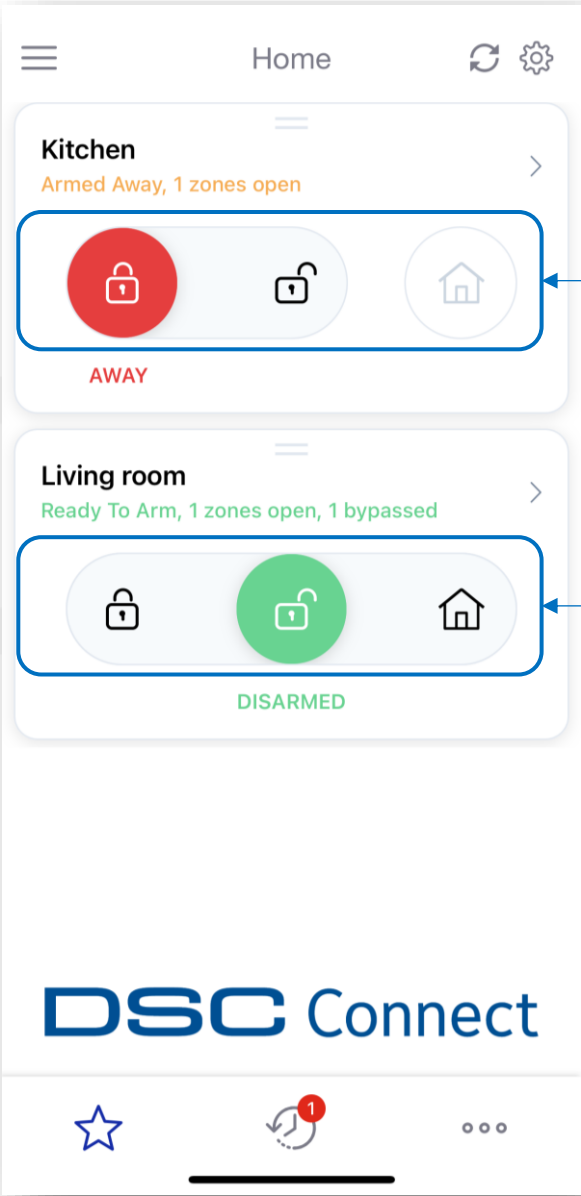 Home
Kitchen
Armed Away, 1 zones open
AWAY
Living room
Ready To Arm, 1 zones open, 1 bypassed
DISARMED
DSC Connect
1